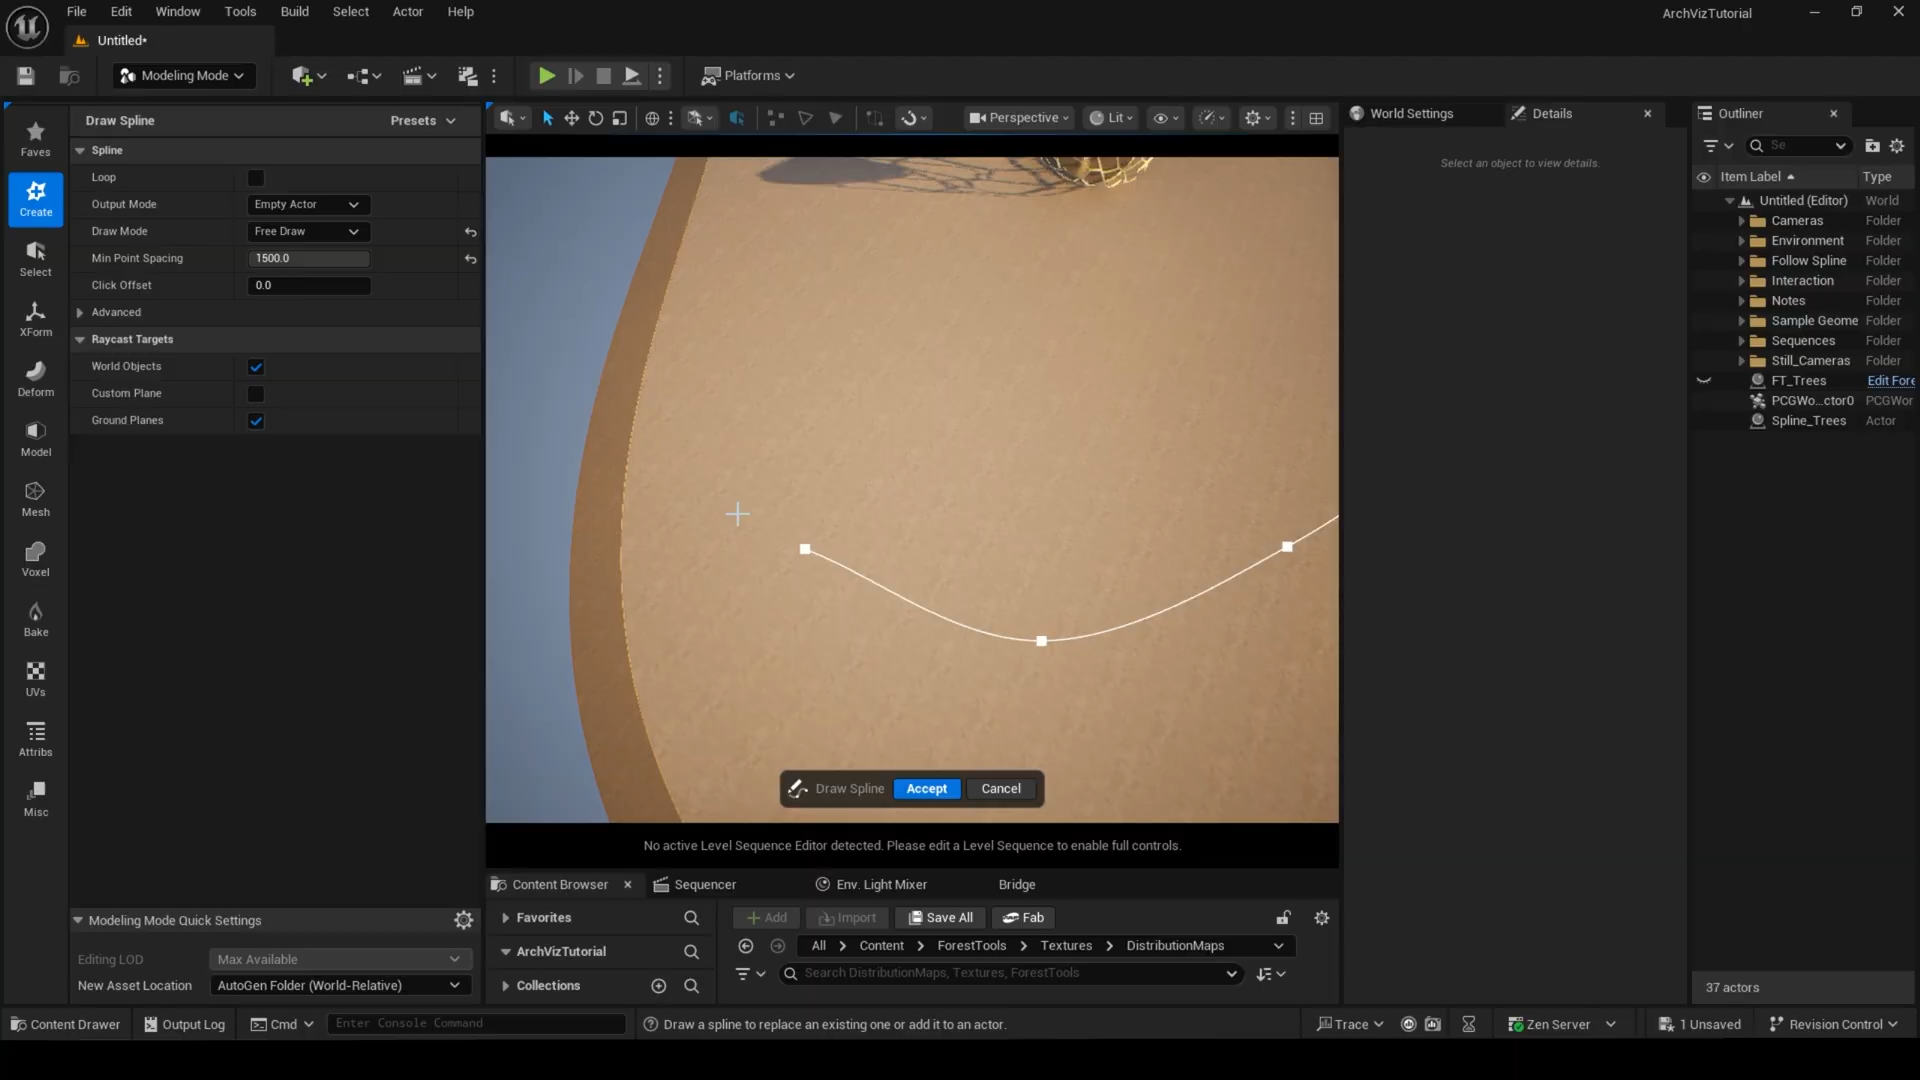 File Edit Window Tools Build Select Actor Help
ArchVizTutorial
Untitled*
Modeling Mode
Platforms
Faves
Create
Select
XForm
Deform
Model
Mesh
Voxel
Bake
UVs
Attribs
Misc
Draw Spline Presets
Spline
Loop
Output Mode Empty Actor
Draw Mode Free Draw
Min Point Spacing 1500.0
Click Offset 0.0
Advanced
Raycast Targets
World Objects
Custom Plane
Ground Planes
Modeling Mode Quick Settings
Editing LOD Max Available
New Asset Location AutoGen Folder (World-Relative)
Perspective Lit
Draw Spline Accept Cancel
No active Level Sequence Editor detected. Please edit a Level Sequence to enable full controls.
World Settings Details
Select an object to view details.
Outliner
Se
Item Label Type
Untitled (Editor) World
Cameras Folder
Environment Folder
Follow Spline Folder
Interaction Folder
Notes Folder
Sample Geome Folder
Sequences Folder
Still_Cameras Folder
FT_Trees Edit Fore
PCGWo...ctor0 PCGWor
Spline_Trees Actor
37 actors
Content Browser Sequencer Env. Light Mixer Bridge
Favorites
ArchVizTutorial
Collections
Add Import Save All Fab
All > Content > ForestTools > Textures > DistributionMaps
Search DistributionMaps, Textures, ForestTools
Content Drawer Output Log Cmd Enter Console Command Draw a spline to replace an existing one or add it to an actor. Trace Zen Server 1 Unsaved Revision Control